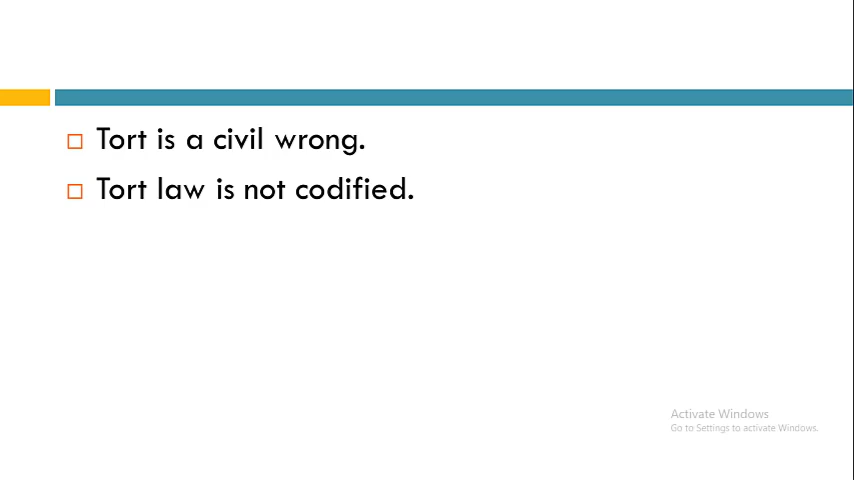 Tort is a civil wrong.
Tort law is not codified.
Activate Windows
Go to Settings to activate Windows.